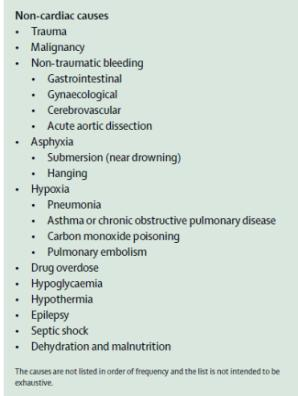 Non-cardiac causes
• Trauma
• Malignancy
• Non-traumatic bleeding
• Gastrointestinal
• Gynaecological
• Cerebrovascular
• Acute aortic dissection
• Asphyxia
• Submersion (near drowning)
• Hanging
• Hypoxia
• Pneumonia
• Asthma or chronic obstructive pulmonary disease
• Carbon monoxide poisoning
• Pulmonary embolism
• Drug overdose
• Hypoglycaemia
• Hypothermia
• Epilepsy
• Septic shock
• Dehydration and malnutrition
The causes are not listed in order of frequency and the list is not intended to be
exhaustive.